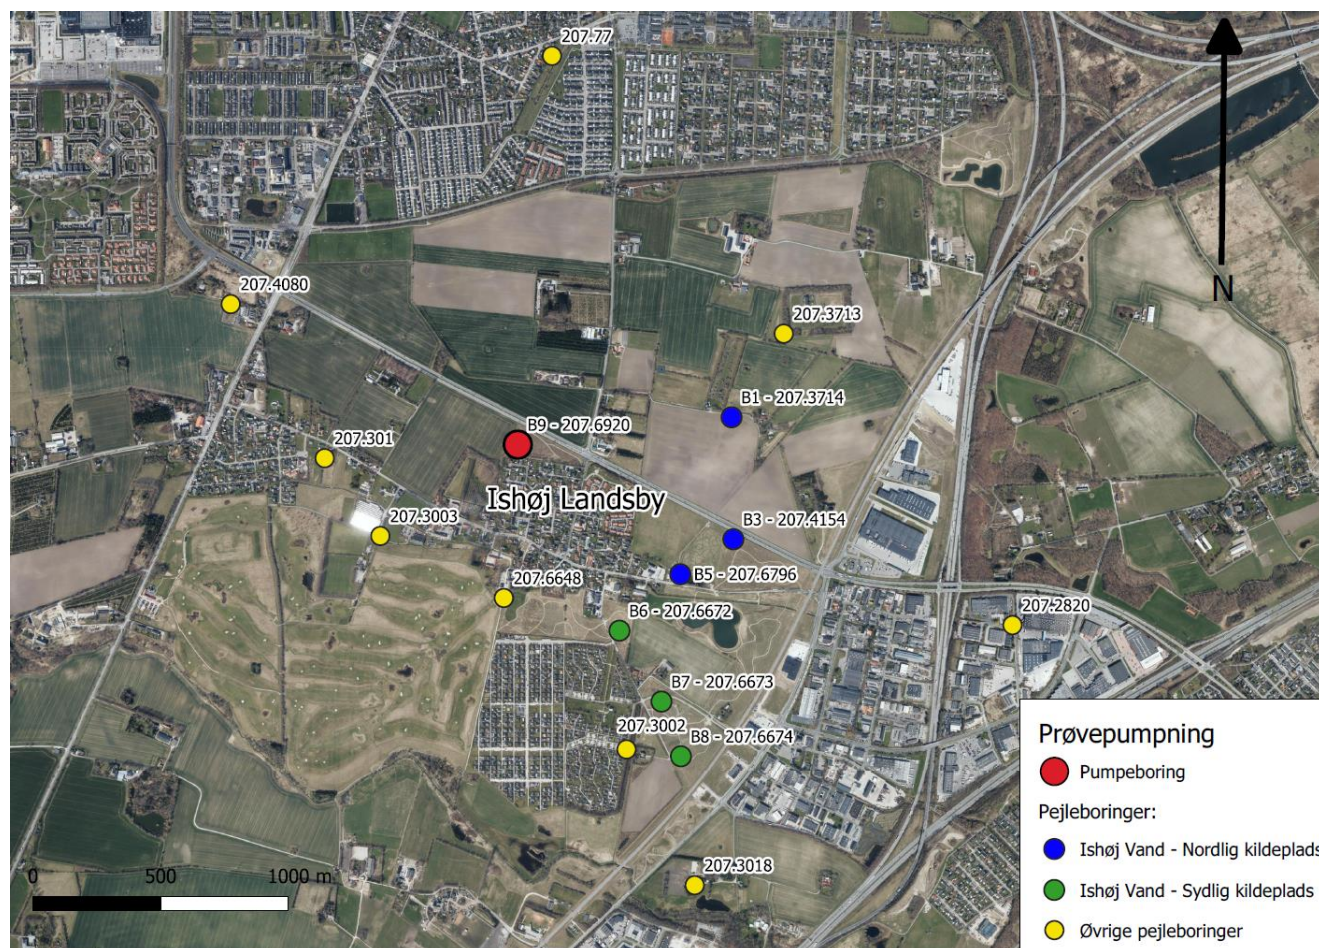 207.77
207.4080
N
207.3713
B1 - 207.3714
B9 - 207.6920
207.301
Ishøj Landsby
207.3003
B3 - 207.4154
B5 - 207.6796
207.6648
B6 - 207.6672
207.2820
B7 - 207.6673
207.3002
B8 - 207.6674
207.3018
0 500 1000 m
Prøvepumpning
Pumpeboring
Pejleboringer:
Ishøj Vand - Nordlig kildeplads
Ishøj Vand - Sydlig kildeplads
Øvrige pejleboringer